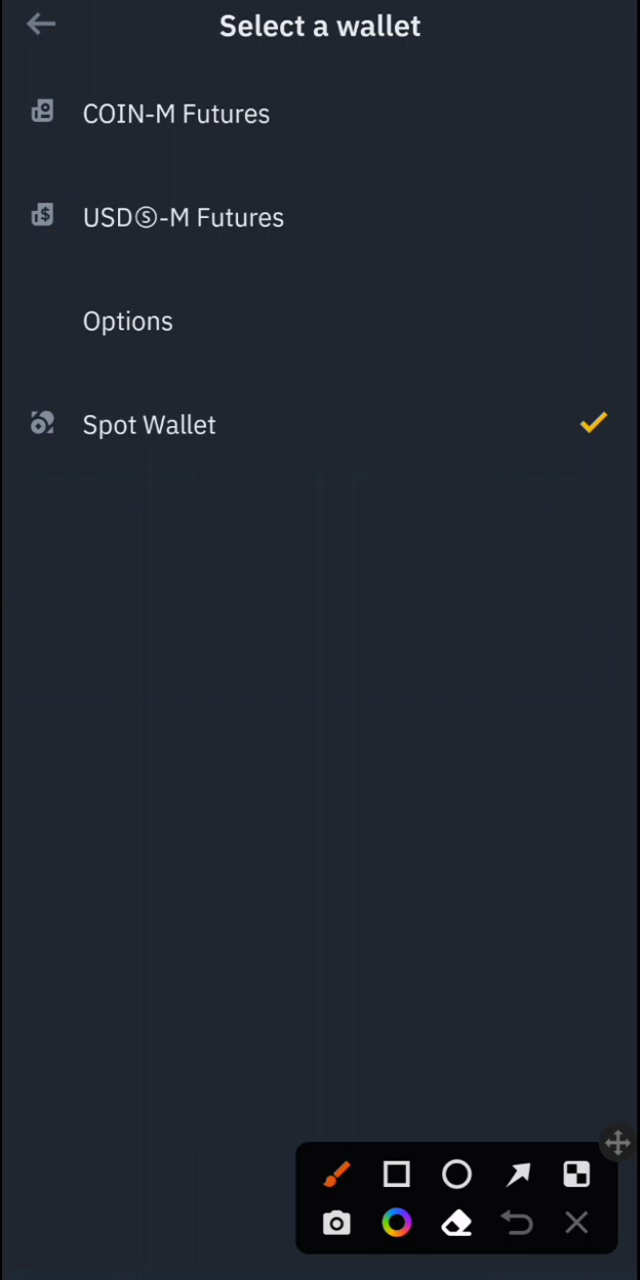 Select a wallet
COIN-M Futures
USDⓈ-M Futures
Options
Spot Wallet